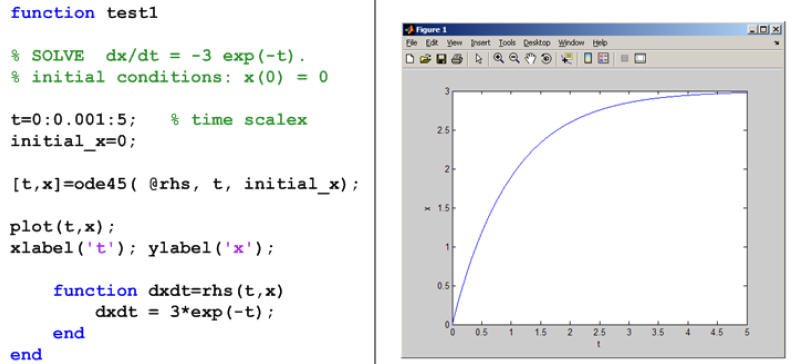 function test1
% SOLVE  dx/dt = -3 exp(-t).
% initial conditions: x(0) = 0
t=0:0.001:5;   % time scalex
initial_x=0;
[t,x]=ode45( @rhs, t, initial_x);
plot(t,x);
xlabel('t'); ylabel('x');
    function dxdt=rhs(t,x)
        dxdt = 3*exp(-t);
    end
end
Figure 1
File Edit View Insert Tools Desktop Window Help
3
2.5
2
1.5
1
0.5
0
x
0 0.5 1 1.5 2 2.5 3 3.5 4 4.5 5
t